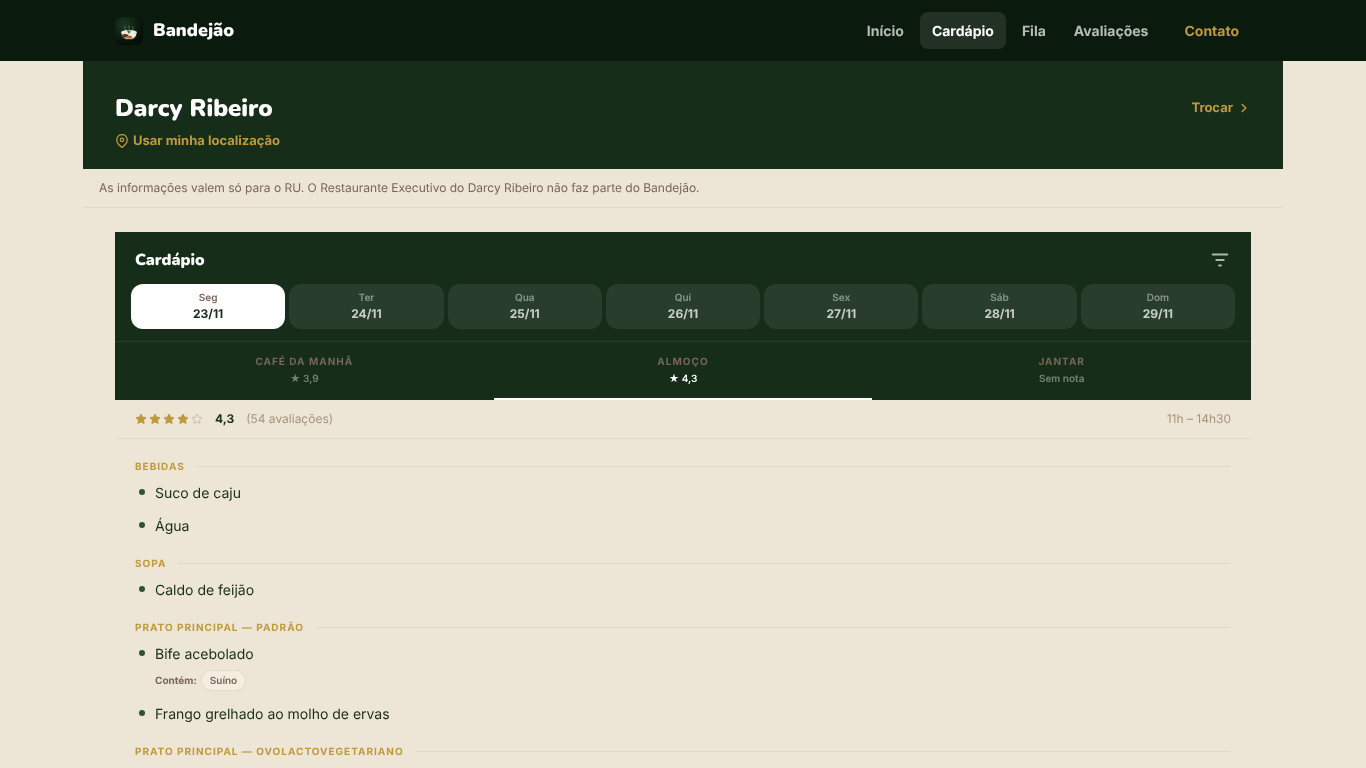 Bandejão
Início
Cardápio
Fila
Avaliações
Contato
Darcy Ribeiro
Trocar
Usar minha localização
As informações valem só para o RU. O Restaurante Executivo do Darcy Ribeiro não faz parte do Bandejão.
Cardápio
Seg
23/11
Ter
24/11
Qua
25/11
Qui
26/11
Sex
27/11
Sáb
28/11
Dom
29/11
CAFÉ DA MANHÃ
★ 3,9
ALMOÇO
★ 4,3
JANTAR
Sem nota
4,3 (54 avaliações)
11h – 14h30
BEBIDAS
Suco de caju
Água
SOPA
Caldo de feijão
PRATO PRINCIPAL — PADRÃO
Bife acebolado
Contém: Suíno
Frango grelhado ao molho de ervas
PRATO PRINCIPAL — OVOLACTOVEGETARIANO